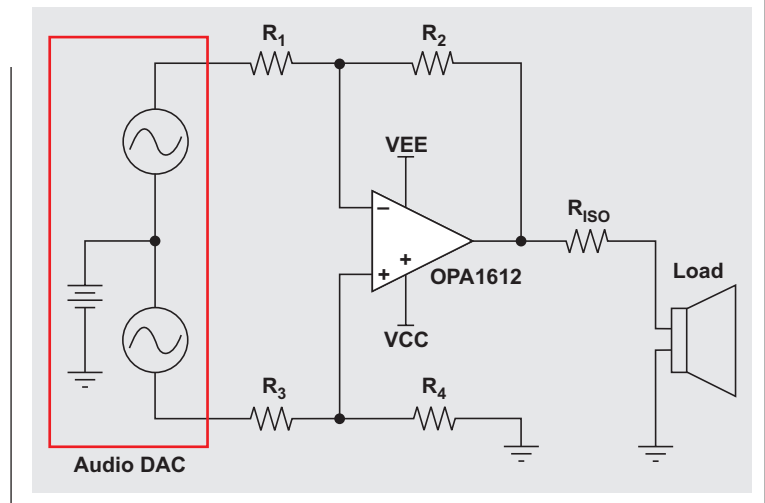 R1
R2
VEE
−
+
+
OPA1612
RISO
Load
VCC
R3
R4
Audio DAC